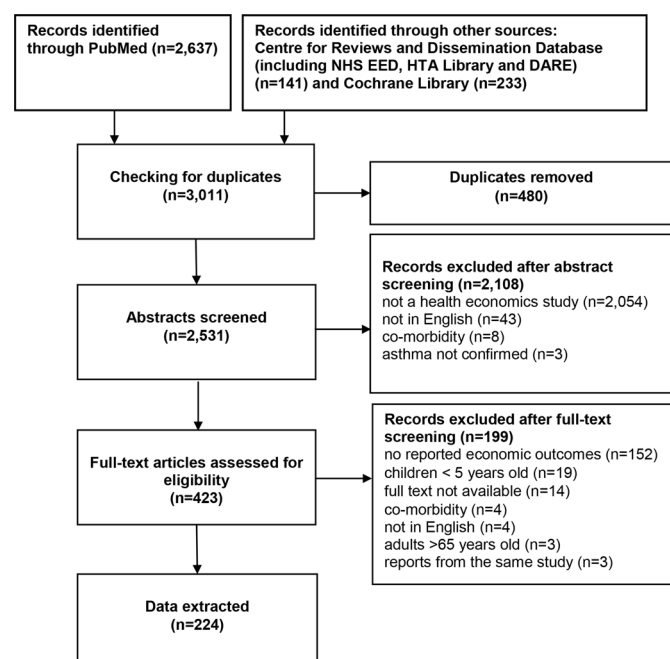 Records identified
through PubMed (n=2,637)
Records identified through other sources:
Centre for Reviews and Dissemination Database
(including NHS EED, HTA Library and DARE)
(n=141) and Cochrane Library (n=233)
Checking for duplicates
(n=3,011)
Duplicates removed
(n=480)
Abstracts screened
(n=2,531)
Records excluded after abstract
screening (n=2,108)
not a health economics study (n=2,054)
not in English (n=43)
co-morbidity (n=8)
asthma not confirmed (n=3)
Full-text articles assessed for
eligibility
(n=423)
Records excluded after full-text
screening (n=199)
no reported economic outcomes (n=152)
children < 5 years old (n=19)
full text not available (n=14)
co-morbidity (n=4)
not in English (n=4)
adults >65 years old (n=3)
reports from the same study (n=3)
Data extracted
(n=224)